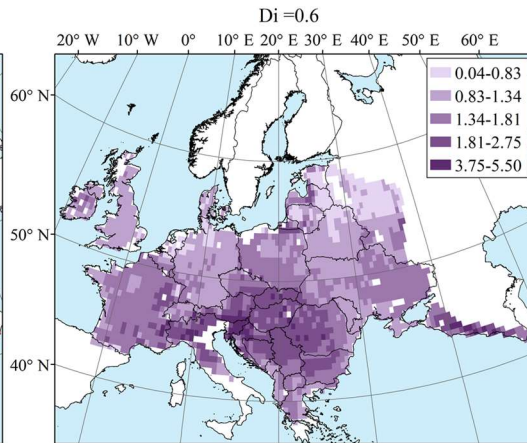 Di =0.6
20° W 10° W 0° 10° E 20° E 30° E 40° E 50° E 60° E
0.04-0.83
60° N
0.83-1.34
1.34-1.81
1.81-2.75
3.75-5.50
50° N
40° N